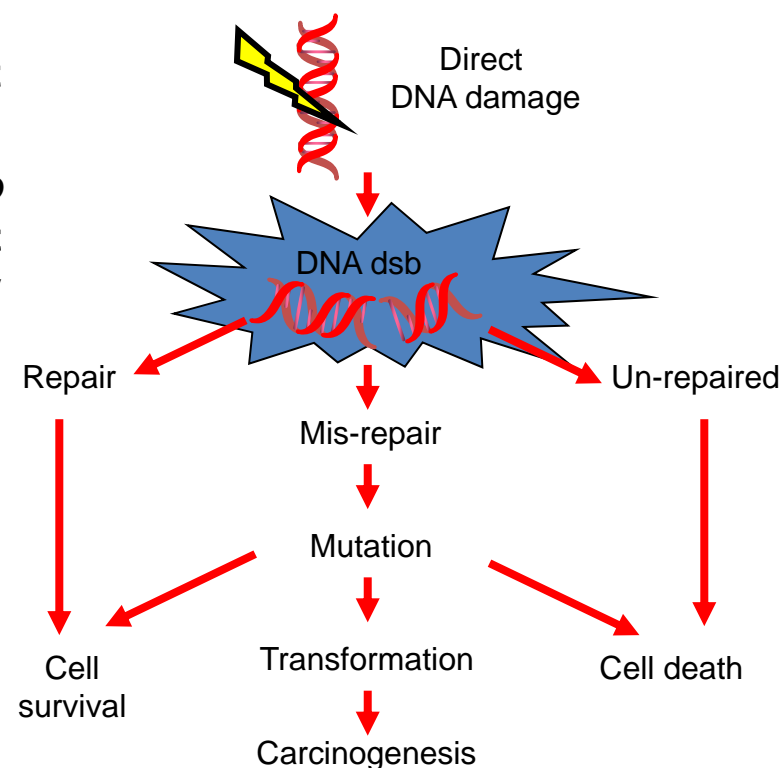 Direct
DNA damage
DNA dsb
Repair
Un-repaired
Mis-repair
Mutation
Cell
survival
Transformation
Cell death
Carcinogenesis